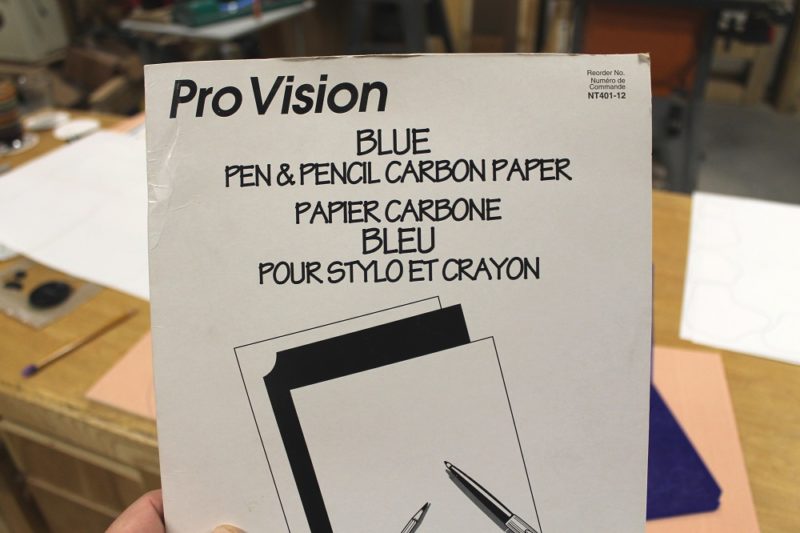 Pro Vision
Reorder No.
Numéro de
Commande
NT401-12
BLUE
PEN & PENCIL CARBON PAPER
PAPIER CARBONE
BLEU
POUR STYLO ET CRAYON